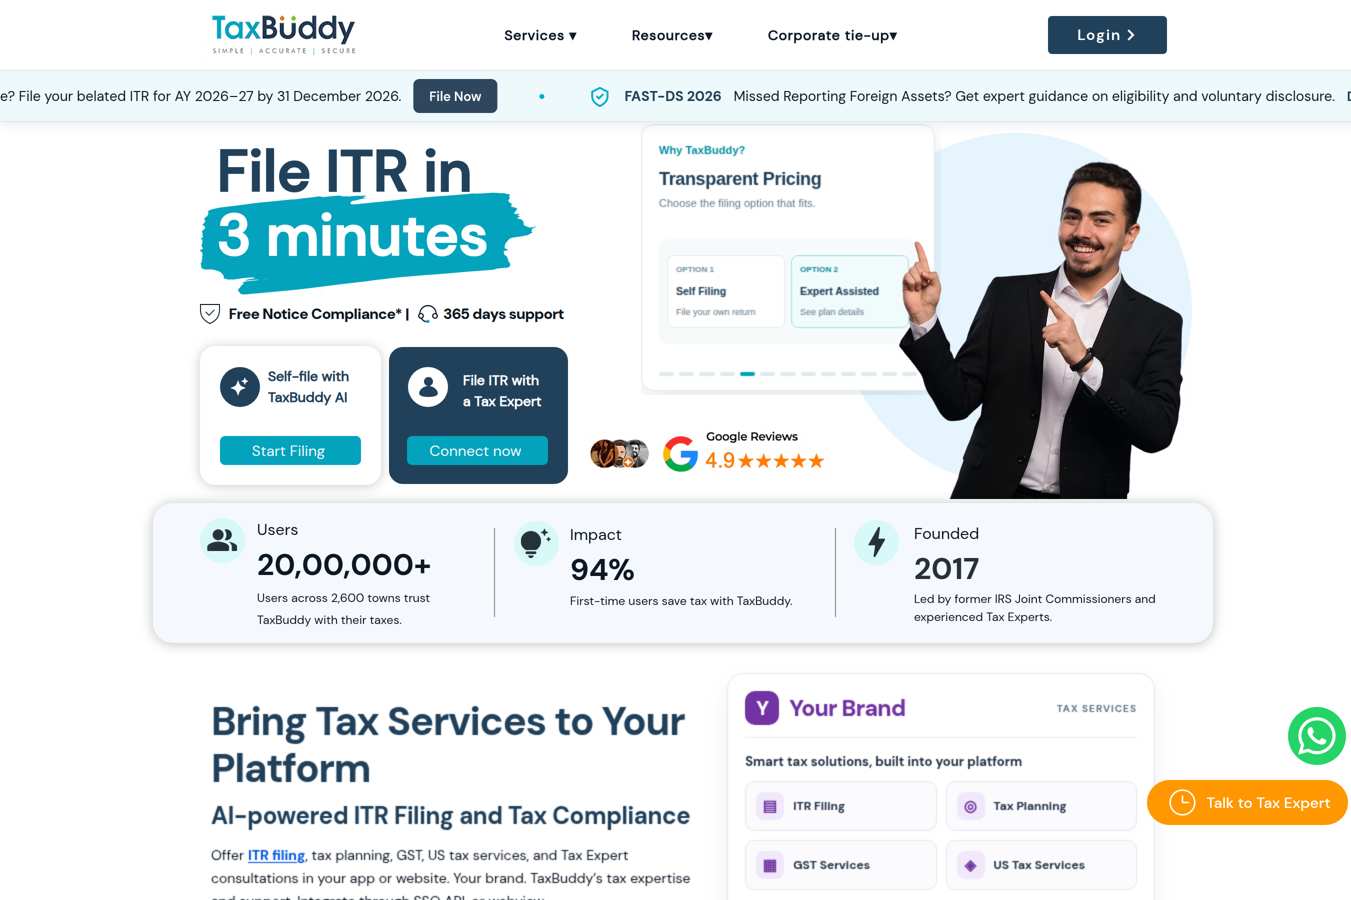 TaxBuddy
SIMPLE | ACCURATE | SECURE
Services ▾
Resources▾
Corporate tie-up▾
Login
e? File your belated ITR for AY 2026–27 by 31 December 2026.
File Now
FAST-DS 2026 Missed Reporting Foreign Assets? Get expert guidance on eligibility and voluntary disclosure.
File ITR in
3 minutes
Free Notice Compliance* | 365 days support
Self-file with
TaxBuddy AI
Start Filing
File ITR with
a Tax Expert
Connect now
Why TaxBuddy?
Transparent Pricing
Choose the filing option that fits.
OPTION 1
Self Filing
File your own return
OPTION 2
Expert Assisted
See plan details
Google Reviews
4.9
Users
20,00,000+
Users across 2,600 towns trust
TaxBuddy with their taxes.
Impact
94%
First-time users save tax with TaxBuddy.
Founded
2017
Led by former IRS Joint Commissioners and
experienced Tax Experts.
Bring Tax Services to Your
Platform
AI-powered ITR Filing and Tax Compliance
Offer ITR filing, tax planning, GST, US tax services, and Tax Expert
consultations in your app or website. Your brand. TaxBuddy's tax expertise
and support. Integrate through SSO API, or webview.
Y Your Brand
TAX SERVICES
Smart tax solutions, built into your platform
ITR Filing
Tax Planning
GST Services
US Tax Services
Talk to Tax Expert